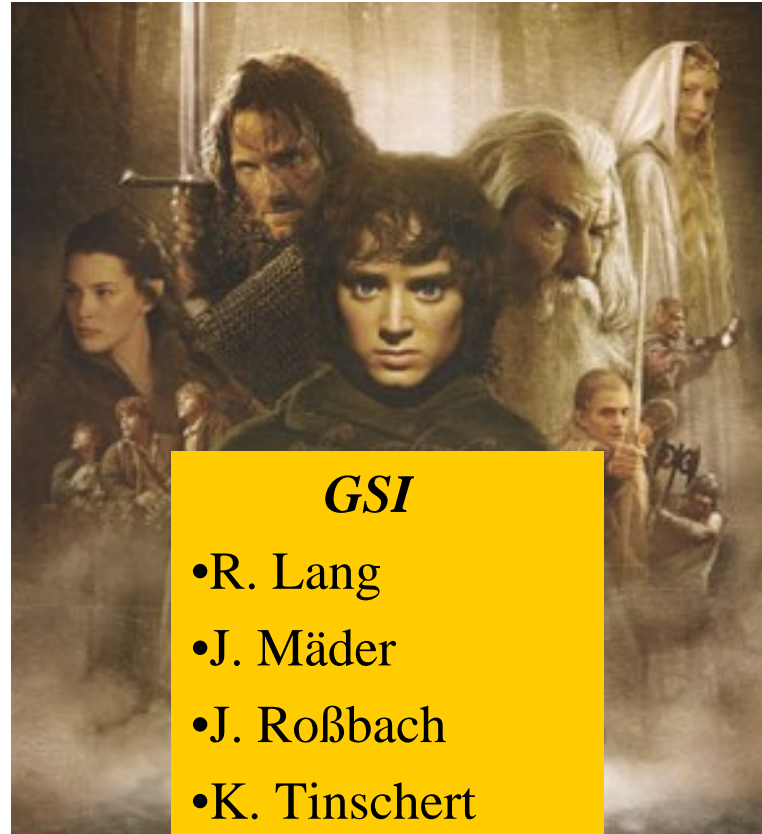 GSI
•R. Lang
•J. Mäder
•J. Roßbach
•K. Tinschert